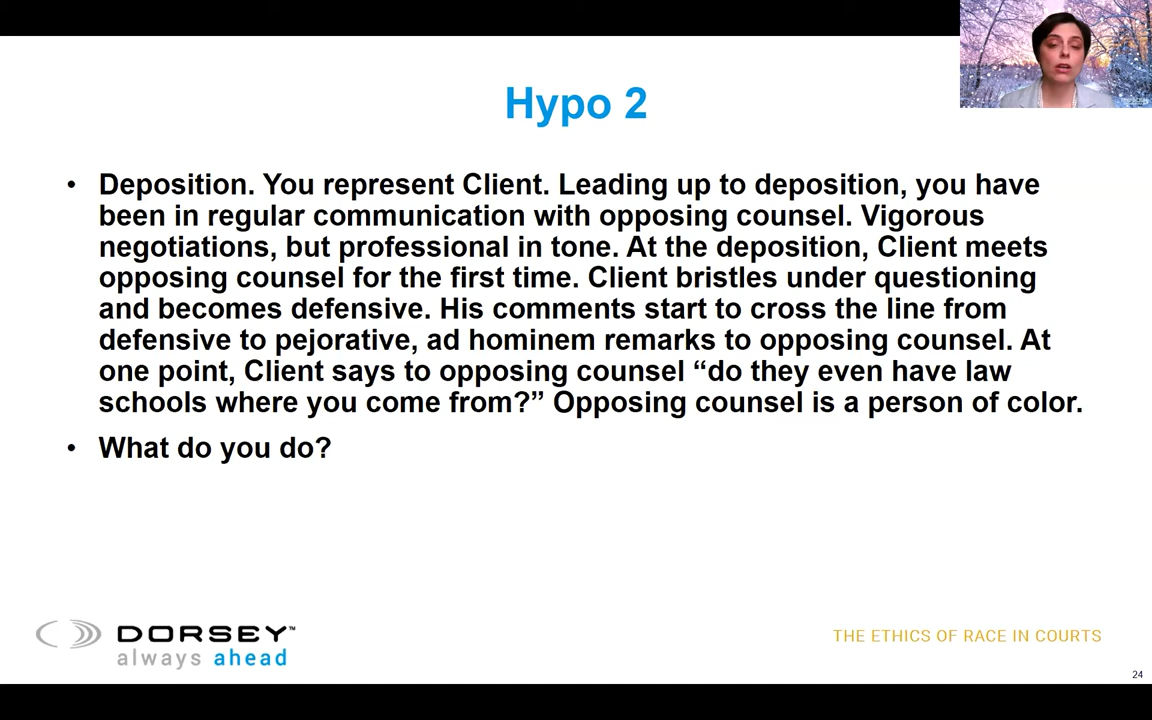 Hypo 2
• Deposition. You represent Client. Leading up to deposition, you have
been in regular communication with opposing counsel. Vigorous
negotiations, but professional in tone. At the deposition, Client meets
opposing counsel for the first time. Client bristles under questioning
and becomes defensive. His comments start to cross the line from
defensive to pejorative, ad hominem remarks to opposing counsel. At
one point, Client says to opposing counsel “do they even have law
schools where you come from?” Opposing counsel is a person of color.
• What do you do?
DORSEY™
always ahead
THE ETHICS OF RACE IN COURTS
24